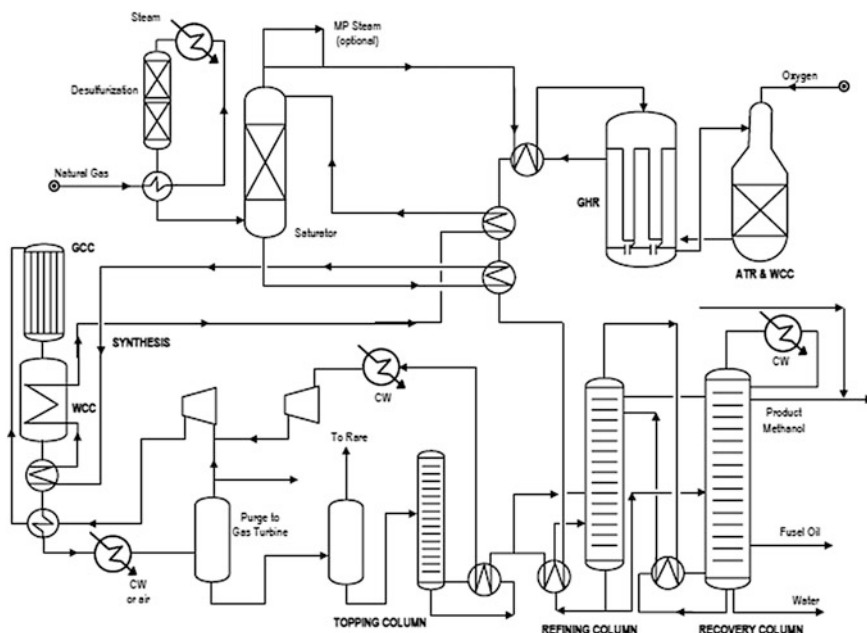 Steam
MP Steam
(optional)
Oxygen
Desulfurization
Natural Gas
GHR
Saturator
GCC
ATR & WCC
SYNTHESIS
CW
CW
WCC
To Rare
Product
Methanol
Purge to
Gas Turbine
Fusel Oil
CW
or air
Water
TOPPING COLUMN
REFINING COLUMN
RECOVERY COLUMN